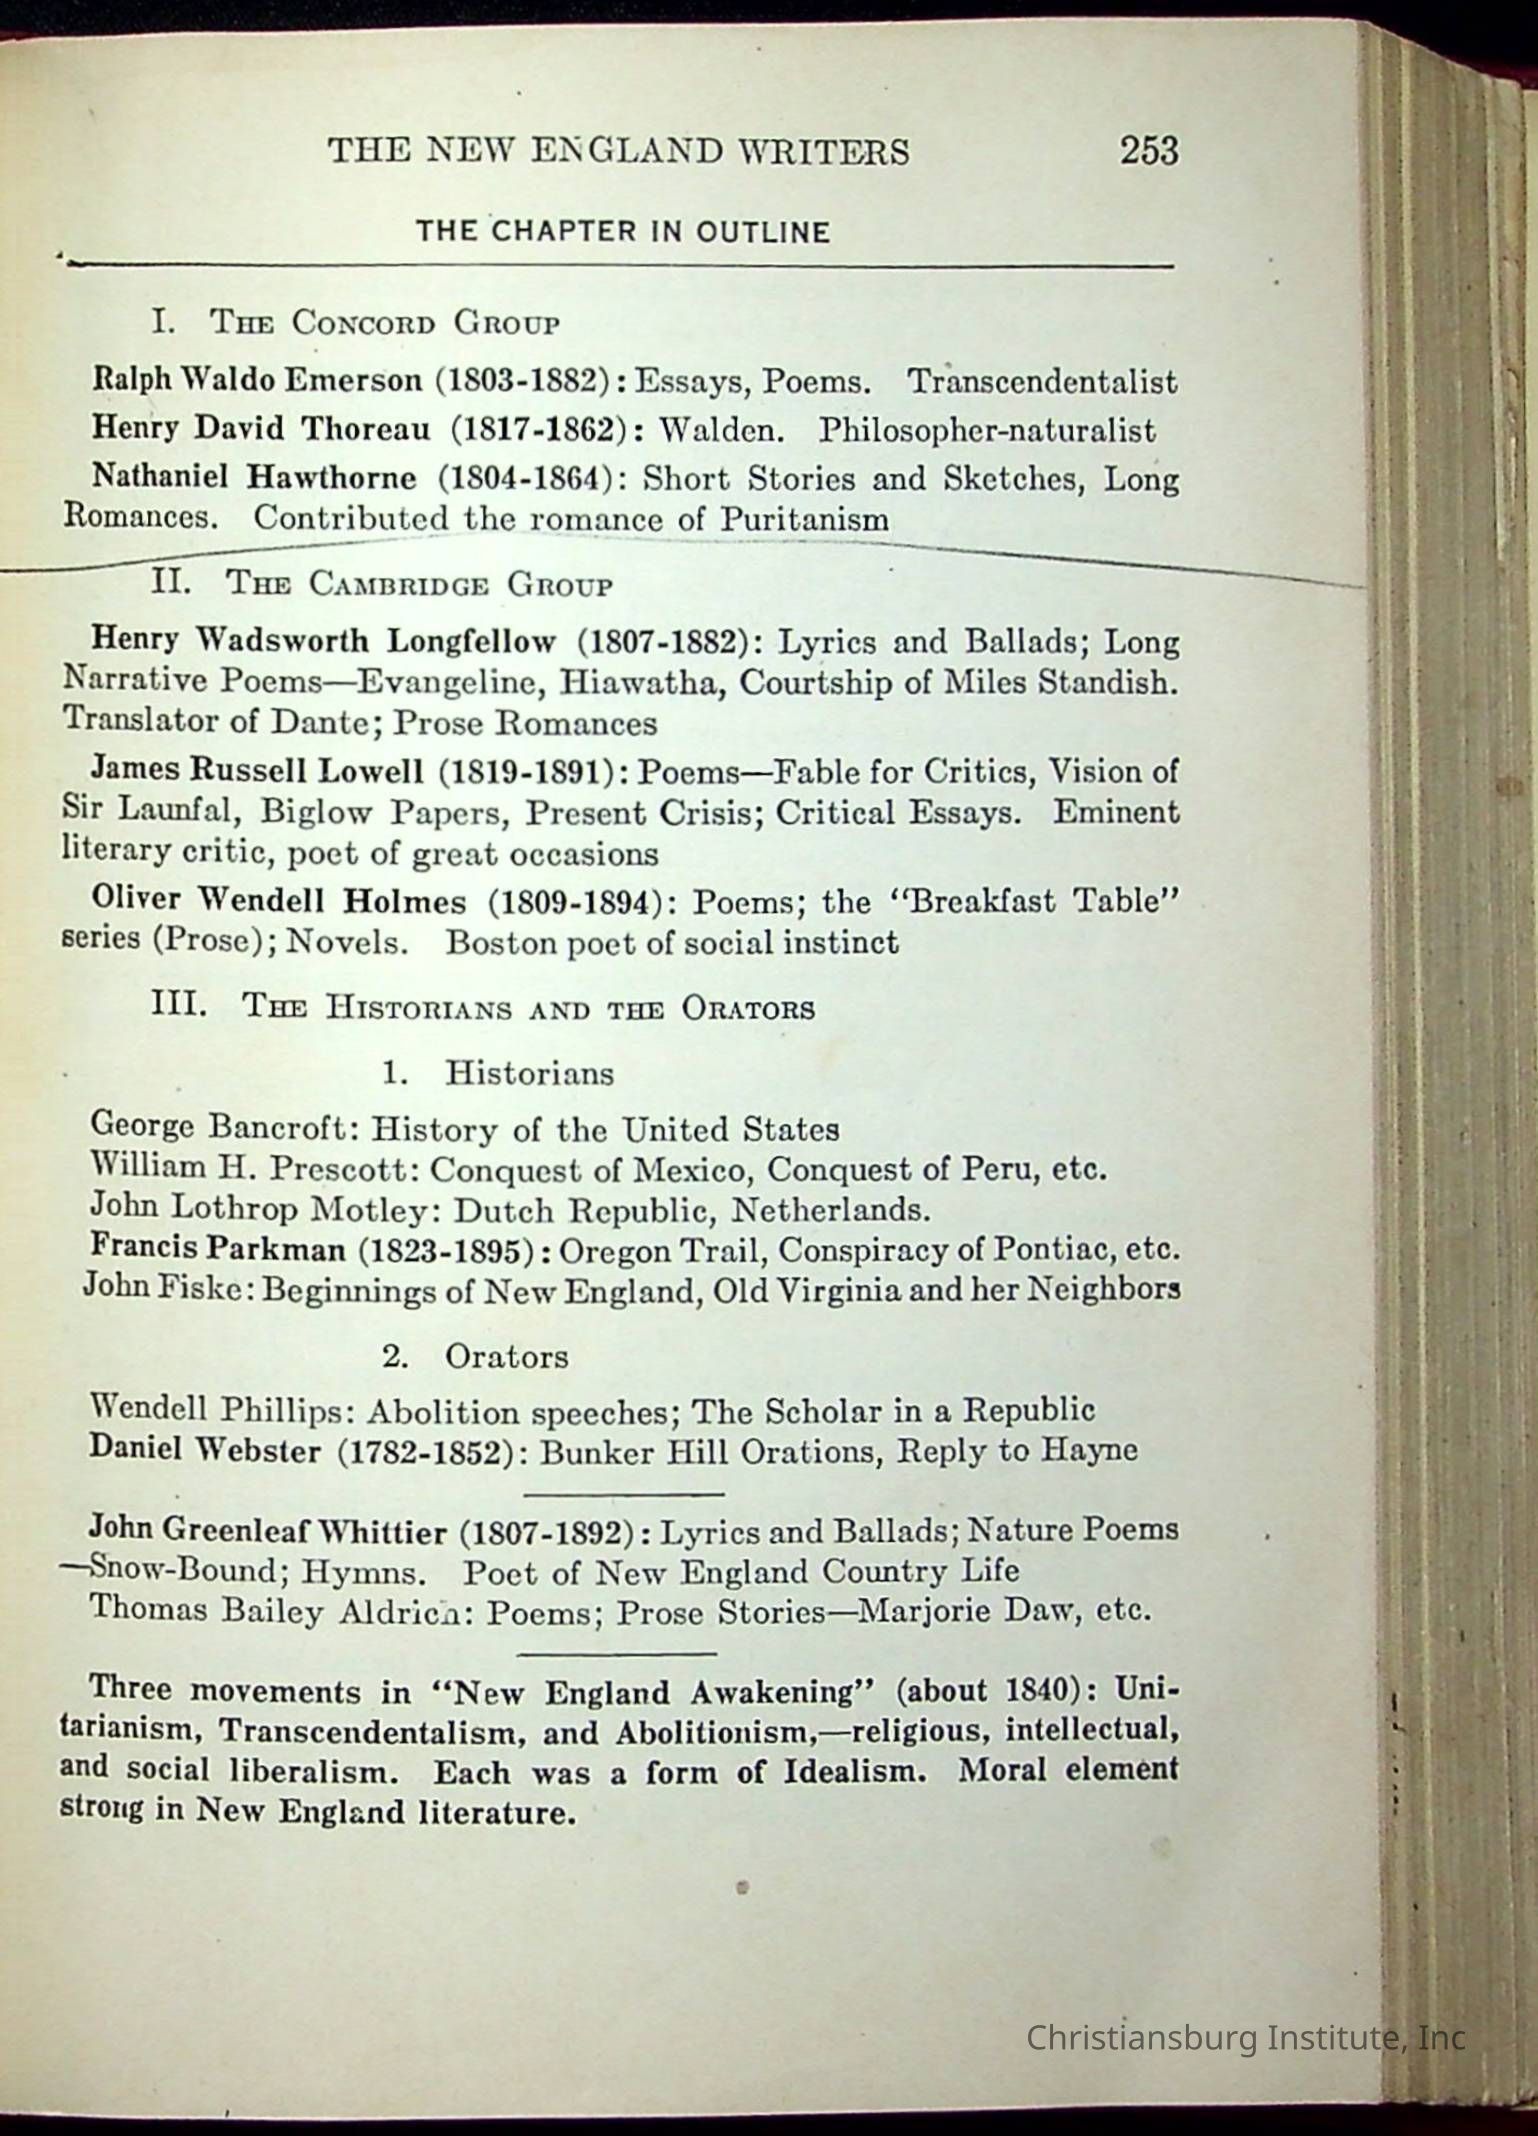 THE NEW ENGLAND WRITERS 253
THE CHAPTER IN OUTLINE
I. THE CONCORD GROUP
Ralph Waldo Emerson (1803-1882): Essays, Poems. Transcendentalist
Henry David Thoreau (1817-1862): Walden. Philosopher-naturalist
Nathaniel Hawthorne (1804-1864): Short Stories and Sketches, Long
Romances. Contributed the romance of Puritanism
II. THE CAMBRIDGE GROUP
Henry Wadsworth Longfellow (1807-1882): Lyrics and Ballads; Long
Narrative Poems—Evangeline, Hiawatha, Courtship of Miles Standish.
Translator of Dante; Prose Romances
James Russell Lowell (1819-1891): Poems—Fable for Critics, Vision of
Sir Launfal, Biglow Papers, Present Crisis; Critical Essays. Eminent
literary critic, poet of great occasions
Oliver Wendell Holmes (1809-1894): Poems; the “Breakfast Table”
series (Prose); Novels. Boston poet of social instinct
III. THE HISTORIANS AND THE ORATORS
1. Historians
George Bancroft: History of the United States
William H. Prescott: Conquest of Mexico, Conquest of Peru, etc.
John Lothrop Motley: Dutch Republic, Netherlands.
Francis Parkman (1823-1895): Oregon Trail, Conspiracy of Pontiac, etc.
John Fiske: Beginnings of New England, Old Virginia and her Neighbors
2. Orators
Wendell Phillips: Abolition speeches; The Scholar in a Republic
Daniel Webster (1782-1852): Bunker Hill Orations, Reply to Hayne
John Greenleaf Whittier (1807-1892): Lyrics and Ballads; Nature Poems
—Snow-Bound; Hymns. Poet of New England Country Life
Thomas Bailey Aldrich: Poems; Prose Stories—Marjorie Daw, etc.
Three movements in “New England Awakening” (about 1840): Uni-
tarianism, Transcendentalism, and Abolitionism,—religious, intellectual,
and social liberalism. Each was a form of Idealism. Moral element
strong in New England literature.
Christiansburg Institute, Inc